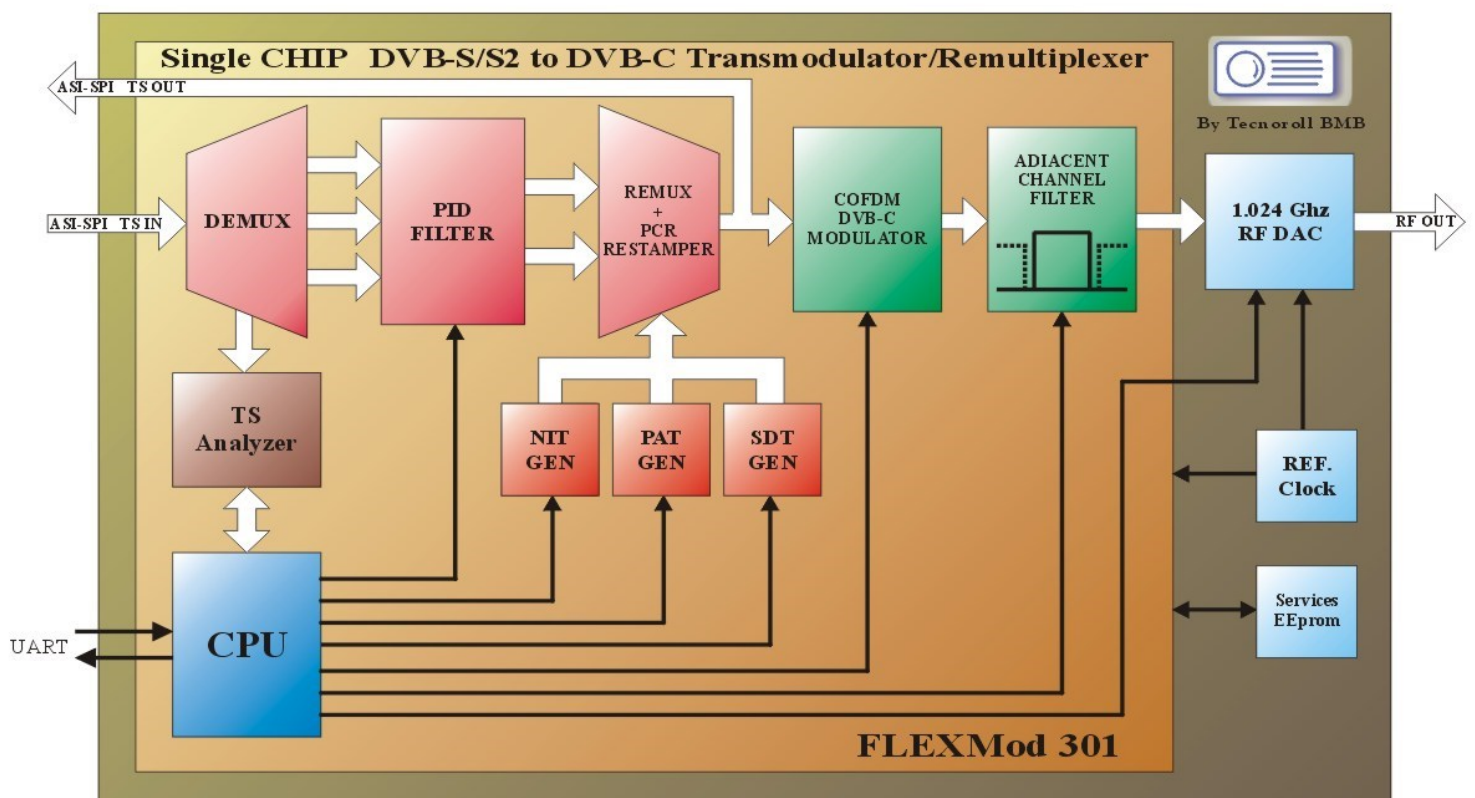 Single CHIP DVB-S/S2 to DVB-C Transmodulator/Remultiplexer
ASI-SPI TS OUT
By Tecnoroll BMB
ASI-SPI TS IN
DEMUX
PID
FILTER
REMUX
+
PCR
RESTAMPER
COFDM
DVB-C
MODULATOR
ADIACENT
CHANNEL
FILTER
1.024 Ghz
RF DAC
RF OUT
TS
Analyzer
NIT
GEN
PAT
GEN
SDT
GEN
REF.
Clock
CPU
UART
Services
EEprom
FLEXMod 301